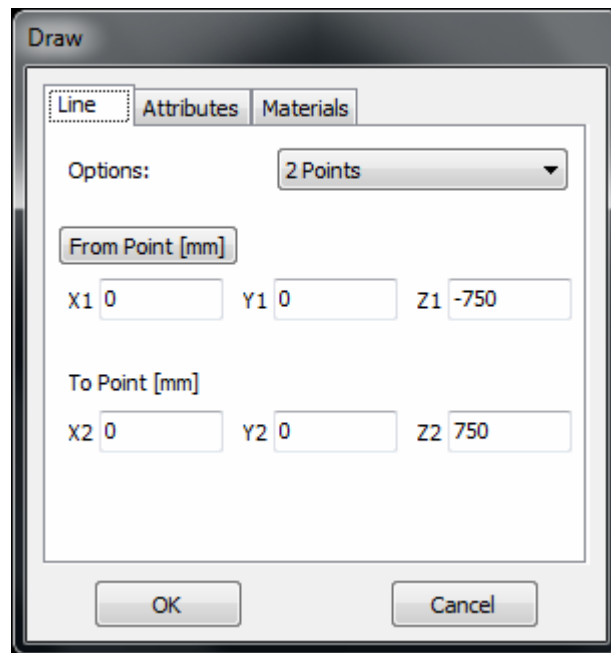 Draw
Line Attributes Materials
Options: 2 Points
From Point [mm]
X1 0 Y1 0 Z1 -750
To Point [mm]
X2 0 Y2 0 Z2 750
OK Cancel